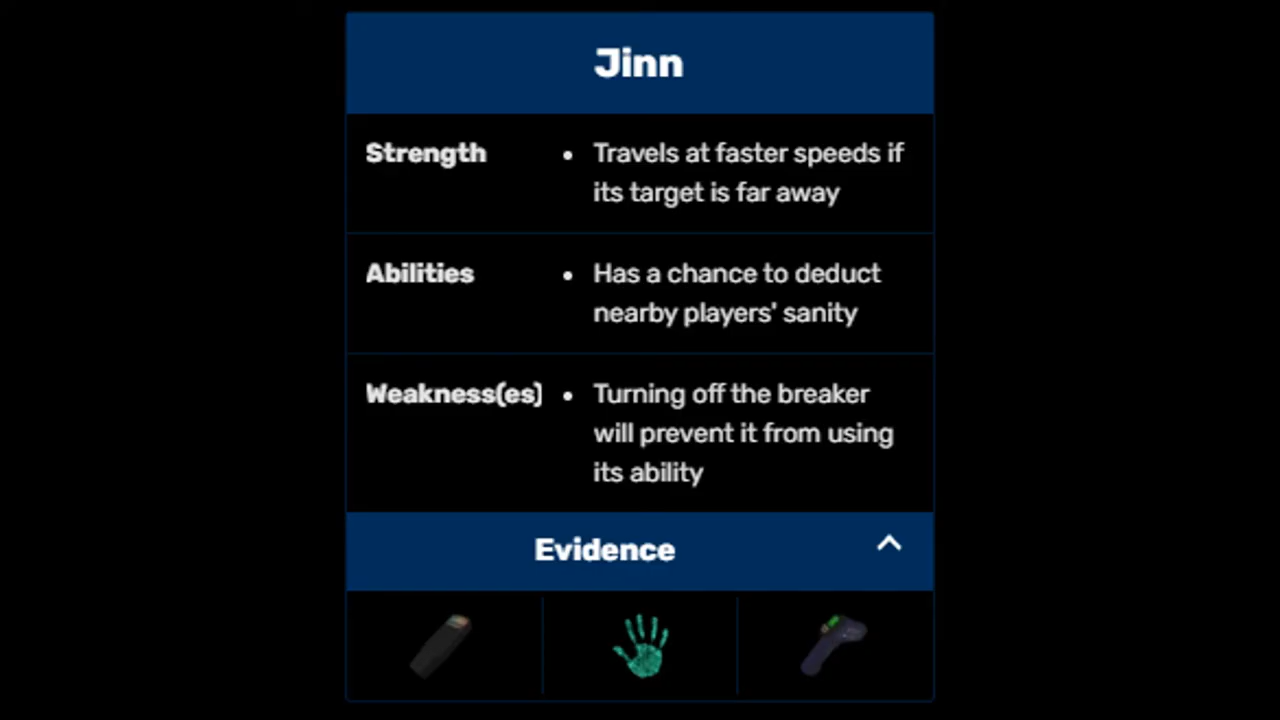 Jinn
Strength
• Travels at faster speeds if
its target is far away
Abilities
• Has a chance to deduct
nearby players' sanity
Weakness(es)
• Turning off the breaker
will prevent it from using
its ability
Evidence